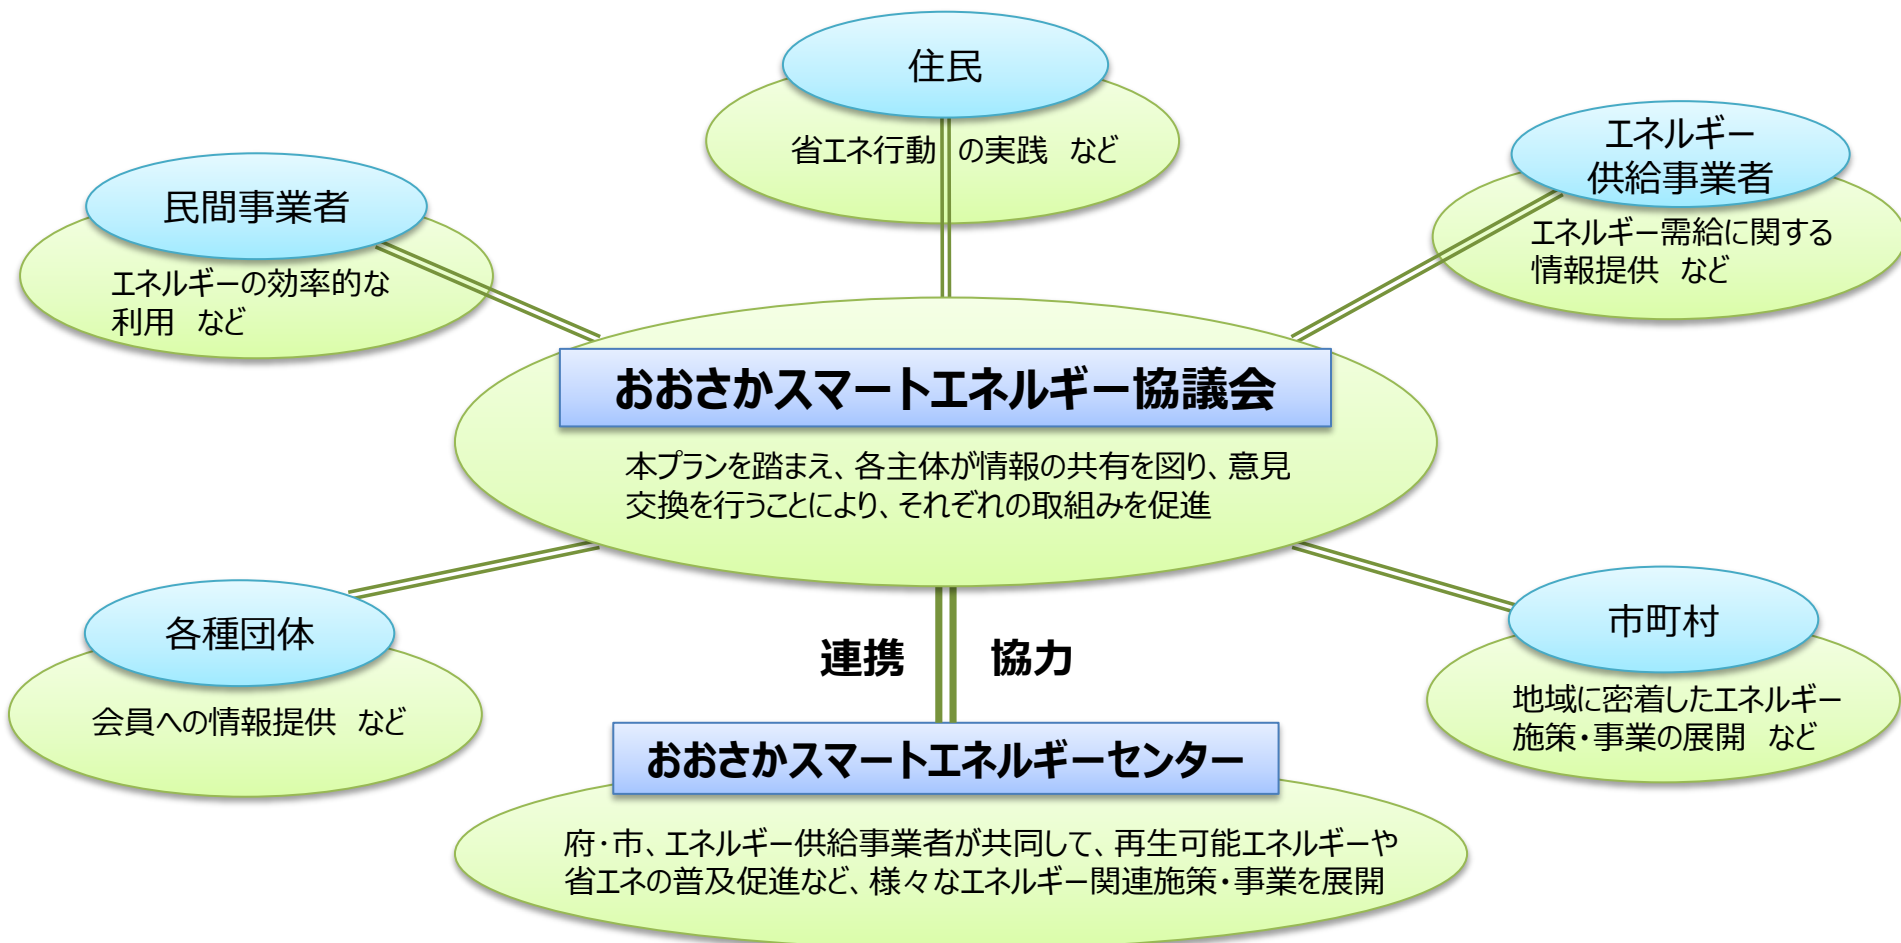 住民
省エネ行動　の実践　など
エネルギー
供給事業者
エネルギー需給に関する
情報提供　など
民間事業者
エネルギーの効率的な
利用　など
おおさかスマートエネルギー協議会
本プランを踏まえ、各主体が情報の共有を図り、意見
交換を行うことにより、それぞれの取組みを促進
各種団体
会員への情報提供　など
連携　協力
市町村
地域に密着したエネルギー
施策・事業の展開　など
おおさかスマートエネルギーセンター
府・市、エネルギー供給事業者が共同して、再生可能エネルギーや
省エネの普及促進など、様々なエネルギー関連施策・事業を展開